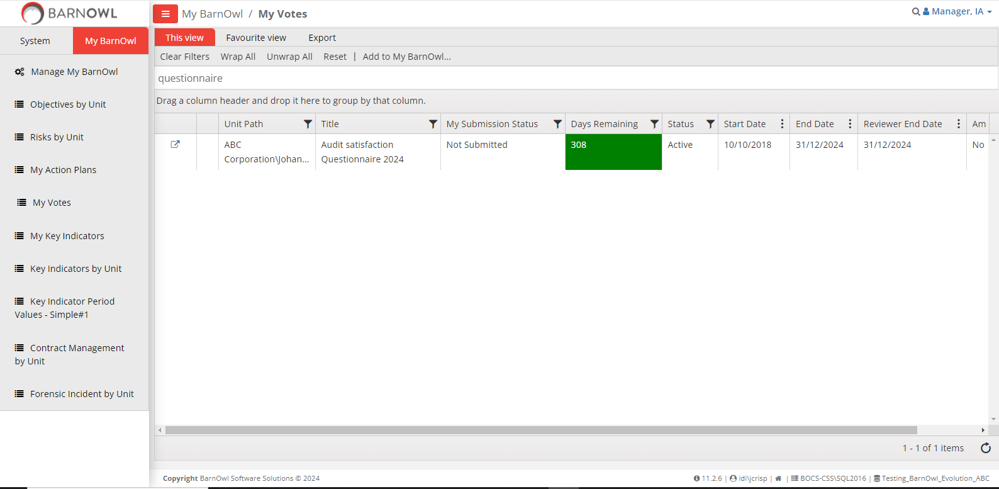 BARNOWL
My BarnOwl / My Votes
Manager, IA
System
My BarnOwl
This view
Favourite view
Export
Clear Filters
Wrap All
Unwrap All
Reset | Add to My BarnOwl...
questionnaire
Drag a column header and drop it here to group by that column.
Manage My BarnOwl
Objectives by Unit
Risks by Unit
My Action Plans
My Votes
My Key Indicators
Key Indicators by Unit
Key Indicator Period
Values - Simple#1
Contract Management
by Unit
Forensic Incident by Unit
Unit Path
Title
My Submission Status
Days Remaining
Status
Start Date
End Date
Reviewer End Date
Am
ABC
Corporation\Johan...
Audit satisfaction
Questionnaire 2024
Not Submitted
308
Active
10/10/2018
31/12/2024
31/12/2024
No
1 - 1 of 1 items
Copyright BarnOwl Software Solutions © 2024
11.2.6 | idi\jcrisp | | BOCS-CSS\SQL2016 | Testing_BarnOwl_Evolution_ABC